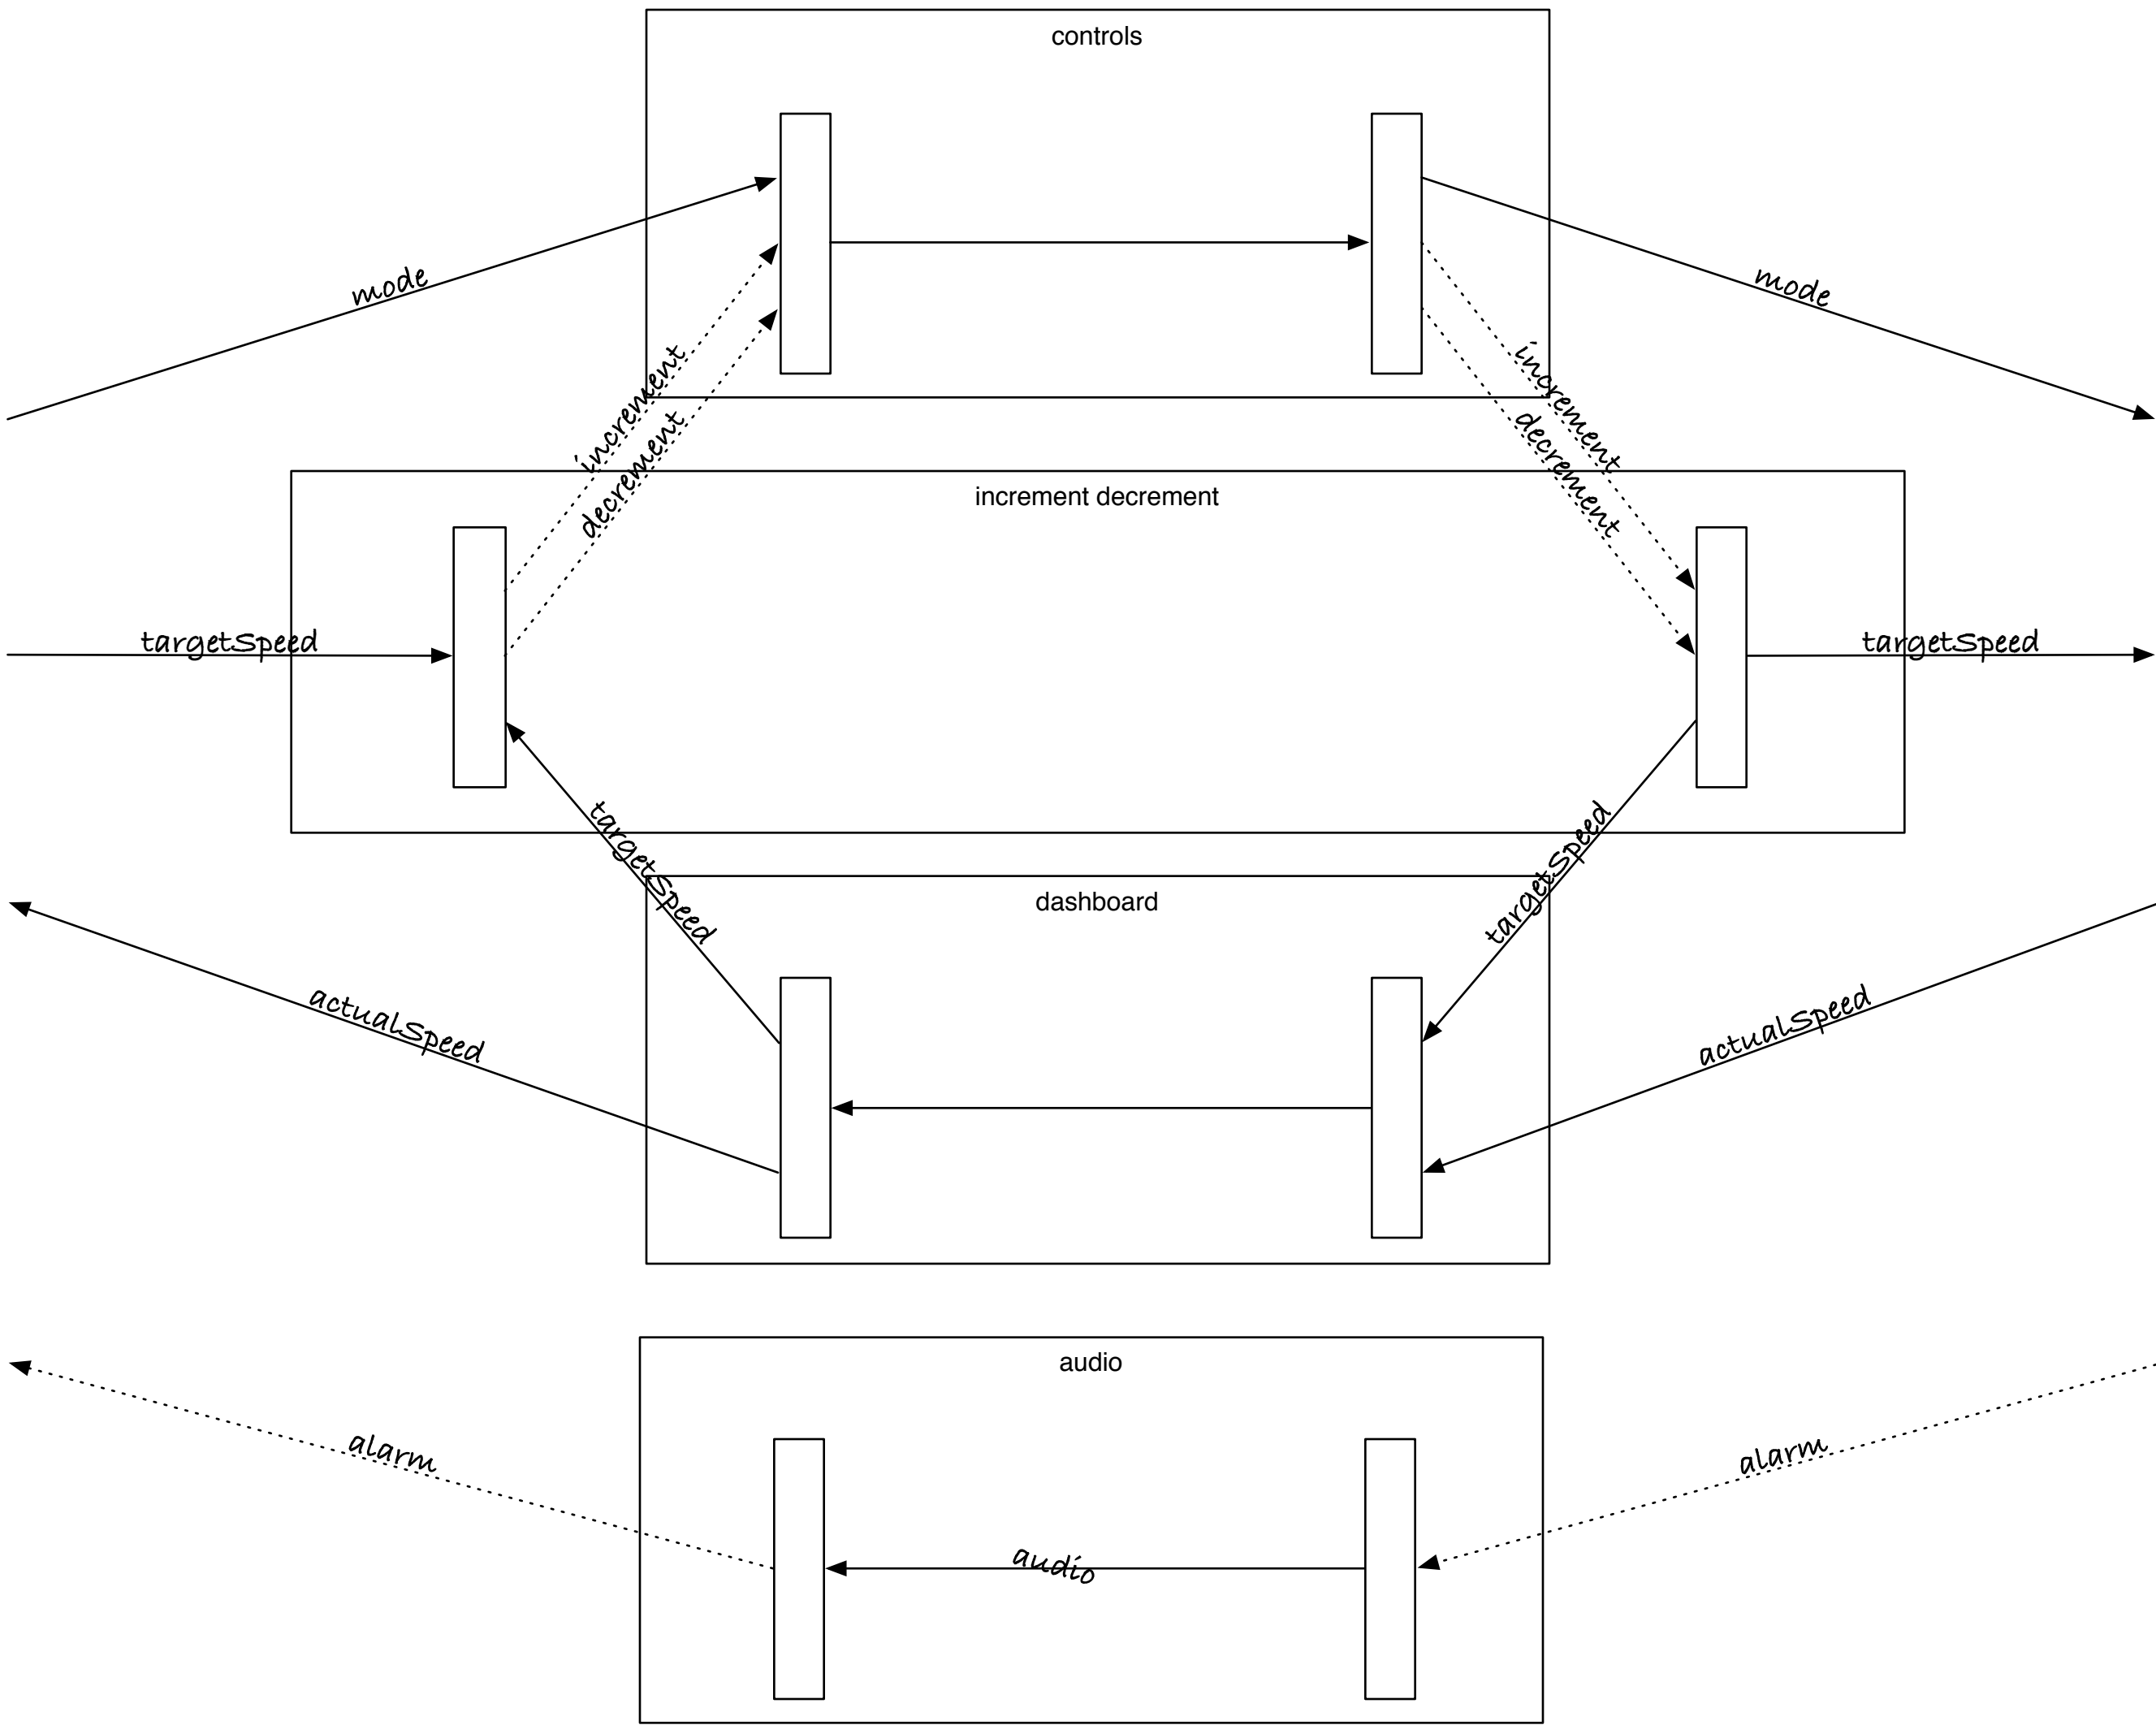 controls
mode
mode
increment
increment
decrement
decrement
increment decrement
targetSpeed
targetSpeed
targetSpeed
targetSpeed
dashboard
actualSpeed
actualSpeed
audio
alarm
alarm
audio